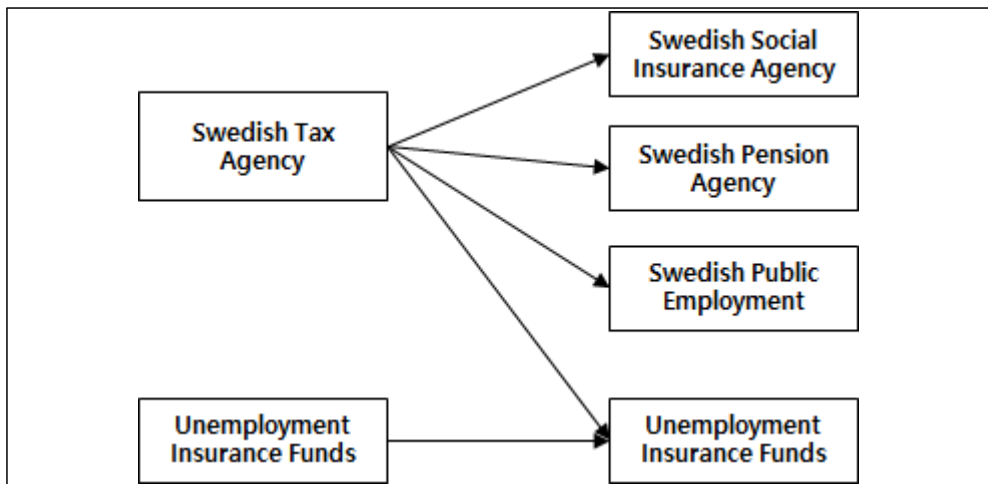 Swedish Social
Insurance Agency
Swedish Tax
Agency
Swedish Pension
Agency
Swedish Public
Employment
Unemployment
Insurance Funds
Unemployment
Insurance Funds